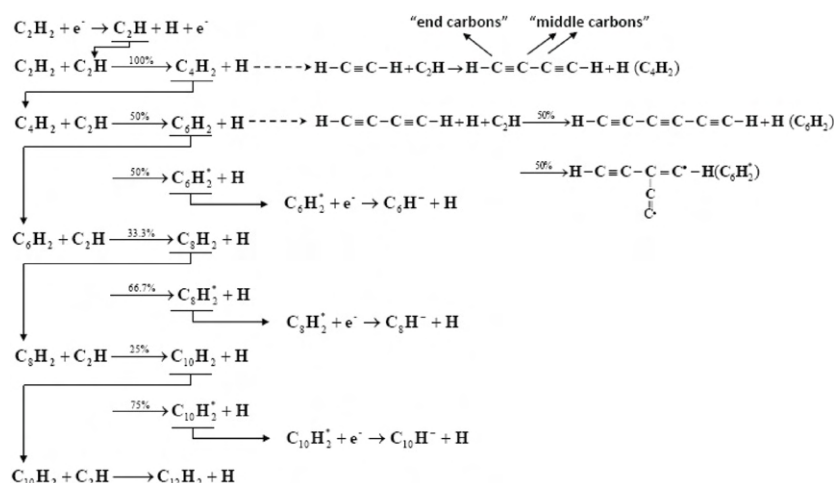 “end carbons” “middle carbons”
C₂H₂ + e⁻ → C₂H + H + e⁻
C₂H₂ + C₂H —100%→ C₄H₂ + H ----→ H–C≡C–H+C₂H→H–C≡C–C≡C–H+H (C₄H₂)
C₄H₂ + C₂H —50%→ C₆H₂ + H ----→ H–C≡C–C≡C–H+H+C₂H —50%→ H–C≡C–C≡C–C≡C–H+H (C₆H₂)
—50%→ C₆H₂* + H —50%→ H–C≡C–C=C•–H(C₆H₂*)
C
≡
C•
C₆H₂* + e⁻ → C₆H⁻ + H
C₆H₂ + C₂H —33.3%→ C₈H₂ + H
—66.7%→ C₈H₂* + H
C₈H₂* + e⁻ → C₈H⁻ + H
C₈H₂ + C₂H —25%→ C₁₀H₂ + H
—75%→ C₁₀H₂* + H
C₁₀H₂* + e⁻ → C₁₀H⁻ + H
C₁₀H₂ + C₂H → C₁₂H₂ + H